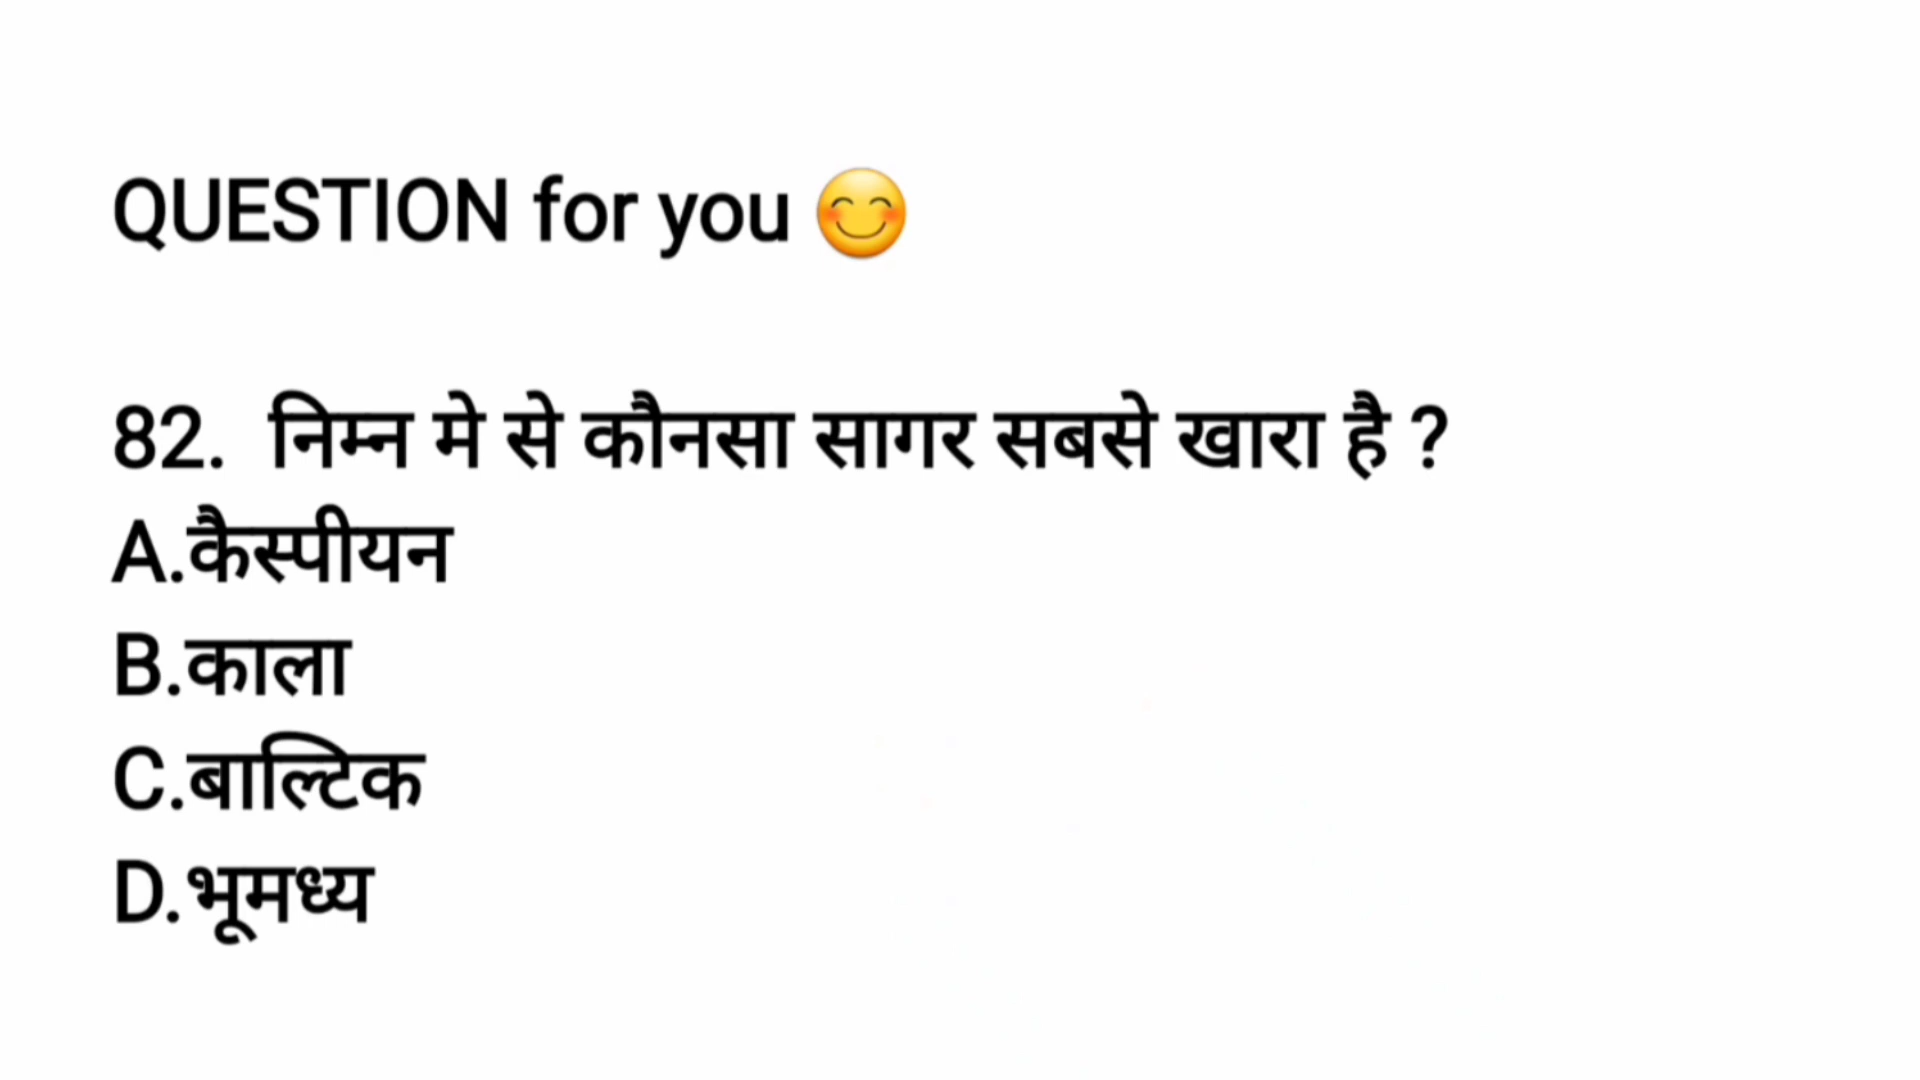 QUESTION for you 😊
82. निम्न मे से कौनसा सागर सबसे खारा है ?
A.कैस्पीयन
B.काला
C.बाल्टिक
D.भूमध्य